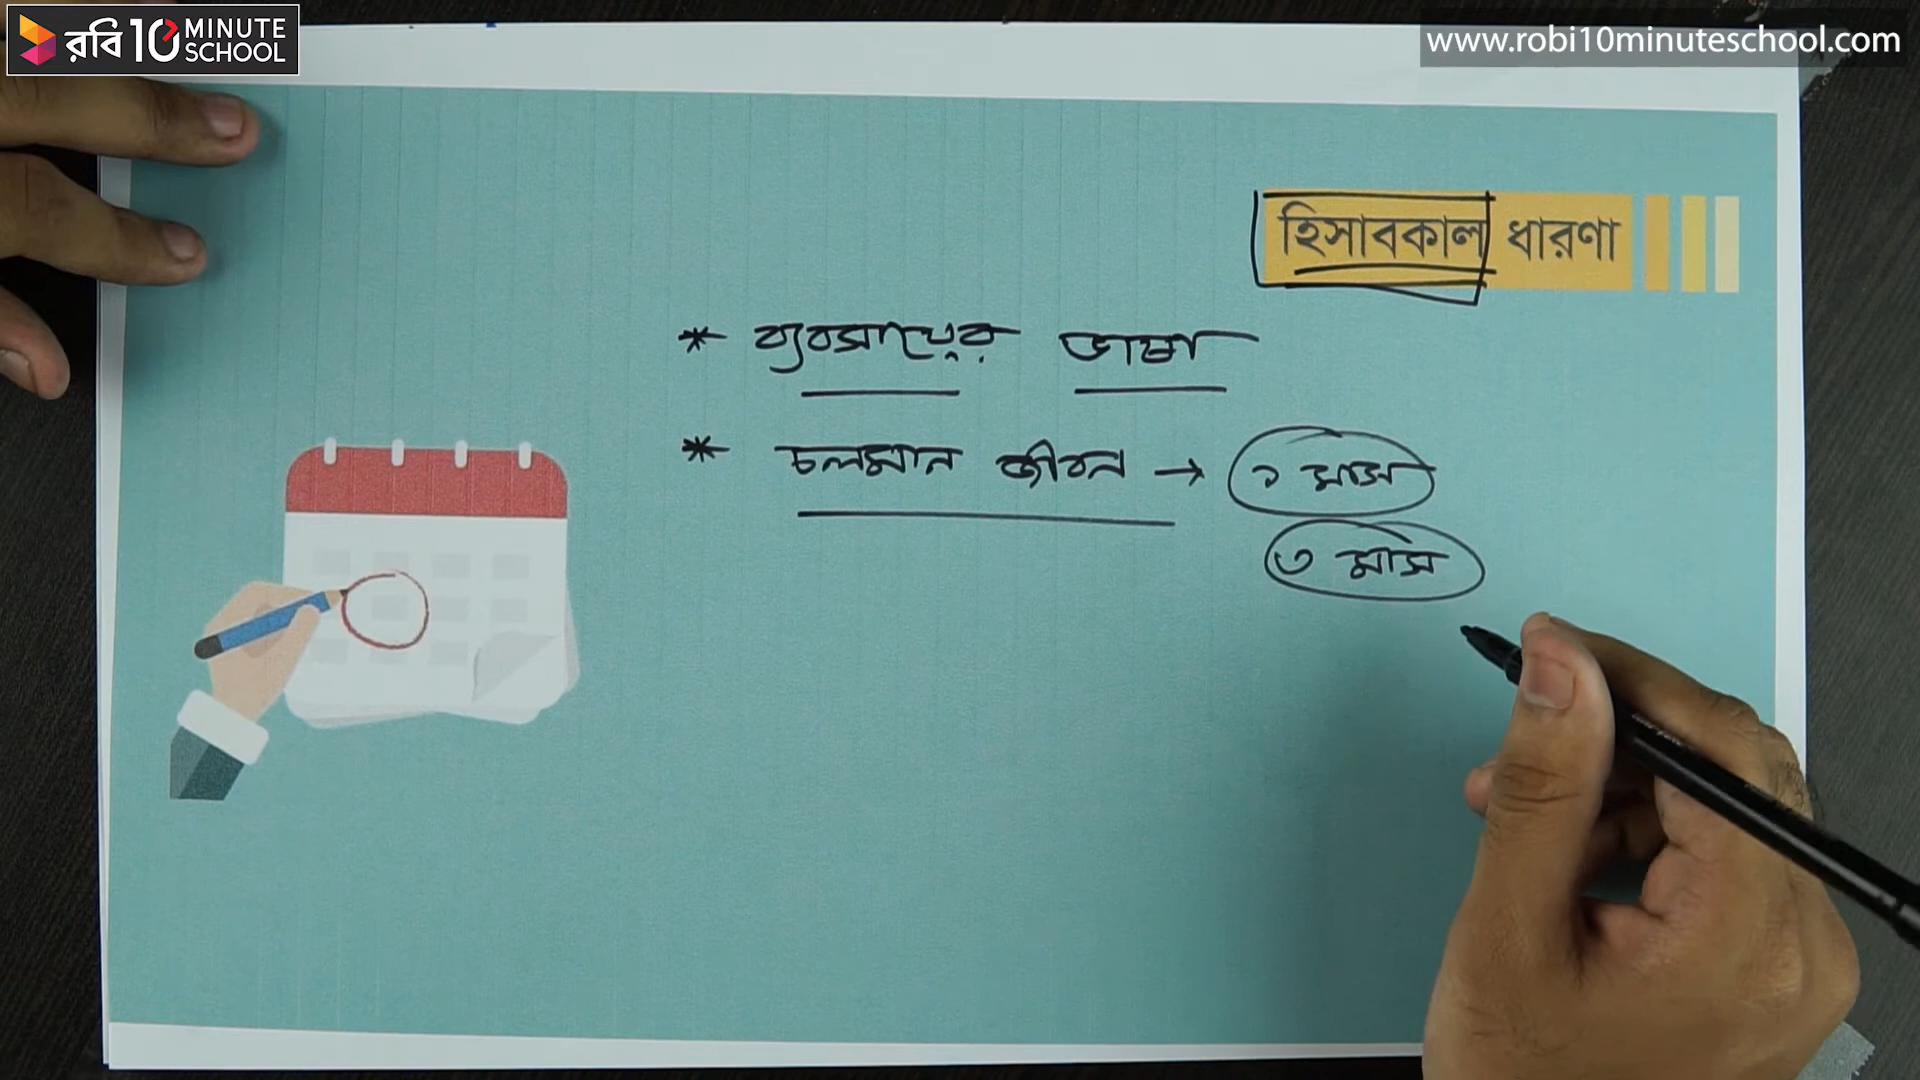 রবি 10 MINUTE SCHOOL
www.robi10minuteschool.com
হিসাবকাল ধারণা
* ব্যবসায়ের ভাষা
* চলমান জীবন → ১ মাস
৩ মাস